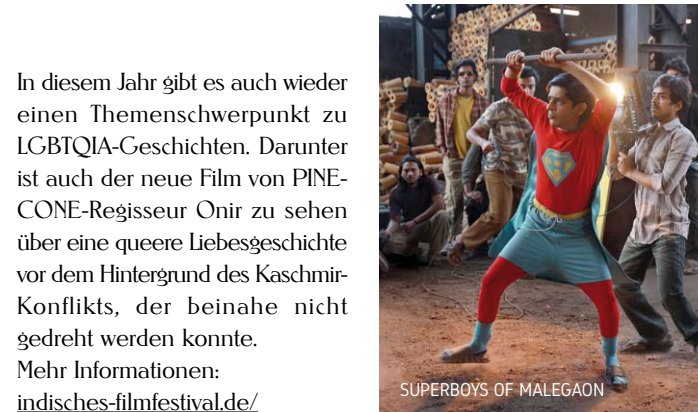 In diesem Jahr gibt es auch wieder
einen Themenschwerpunkt zu
LGBTQIA-Geschichten. Darunter
ist auch der neue Film von PINE-
CONE-Regisseur Onir zu sehen
über eine queere Liebesgeschichte
vor dem Hintergrund des Kaschmir-
Konflikts, der beinahe nicht
gedreht werden konnte.
Mehr Informationen:
indisches-filmfestival.de/
SUPERBOYS OF MALEGAON